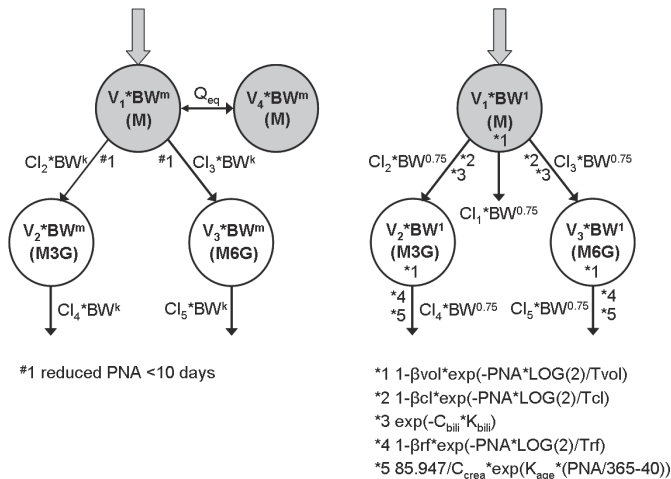 V₁*BWᵐ
(M)
Qeq
V₄*BWᵐ
(M)
Cl₂*BWᵏ
#1
#1
Cl₃*BWᵏ
V₂*BWᵐ
(M3G)
V₃*BWᵐ
(M6G)
Cl₄*BWᵏ
Cl₅*BWᵏ
#1 reduced PNA <10 days
V₁*BW¹
(M)
*1
Cl₂*BW⁰·⁷⁵
*2
*3
*2
*3
Cl₃*BW⁰·⁷⁵
Cl₁*BW⁰·⁷⁵
V₂*BW¹
(M3G)
*1
V₃*BW¹
(M6G)
*1
*4
*5
Cl₄*BW⁰·⁷⁵
Cl₅*BW⁰·⁷⁵
*4
*5
*1 1-βvol*exp(-PNA*LOG(2)/Tvol)
*2 1-βcl*exp(-PNA*LOG(2)/Tcl)
*3 exp(-Cbili*Kbili)
*4 1-βrf*exp(-PNA*LOG(2)/Trf)
*5 85.947/Ccrea*exp(Kage*(PNA/365-40))